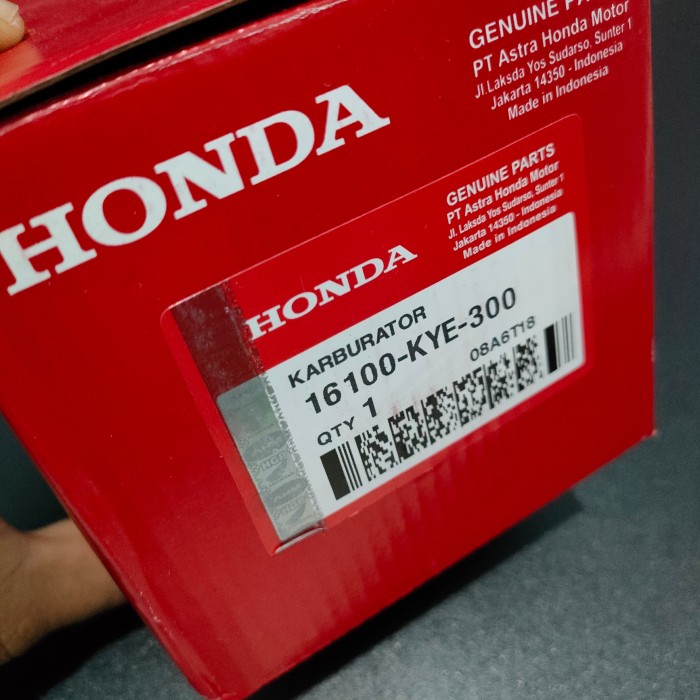 GENUINE PARTS
PT Astra Honda Motor
Jl.Laksda Yos Sudarso, Sunter 1
Jakarta 14350 - Indonesia
Made in Indonesia
HONDA
GENUINE PARTS
PT Astra Honda Motor
Jl. Laksda Yos Sudarso, Sunter 1
Jakarta 14350 - Indonesia
Made in Indonesia
HONDA
KARBURATOR
16100-KYE-300
08A6T18
QTY 1